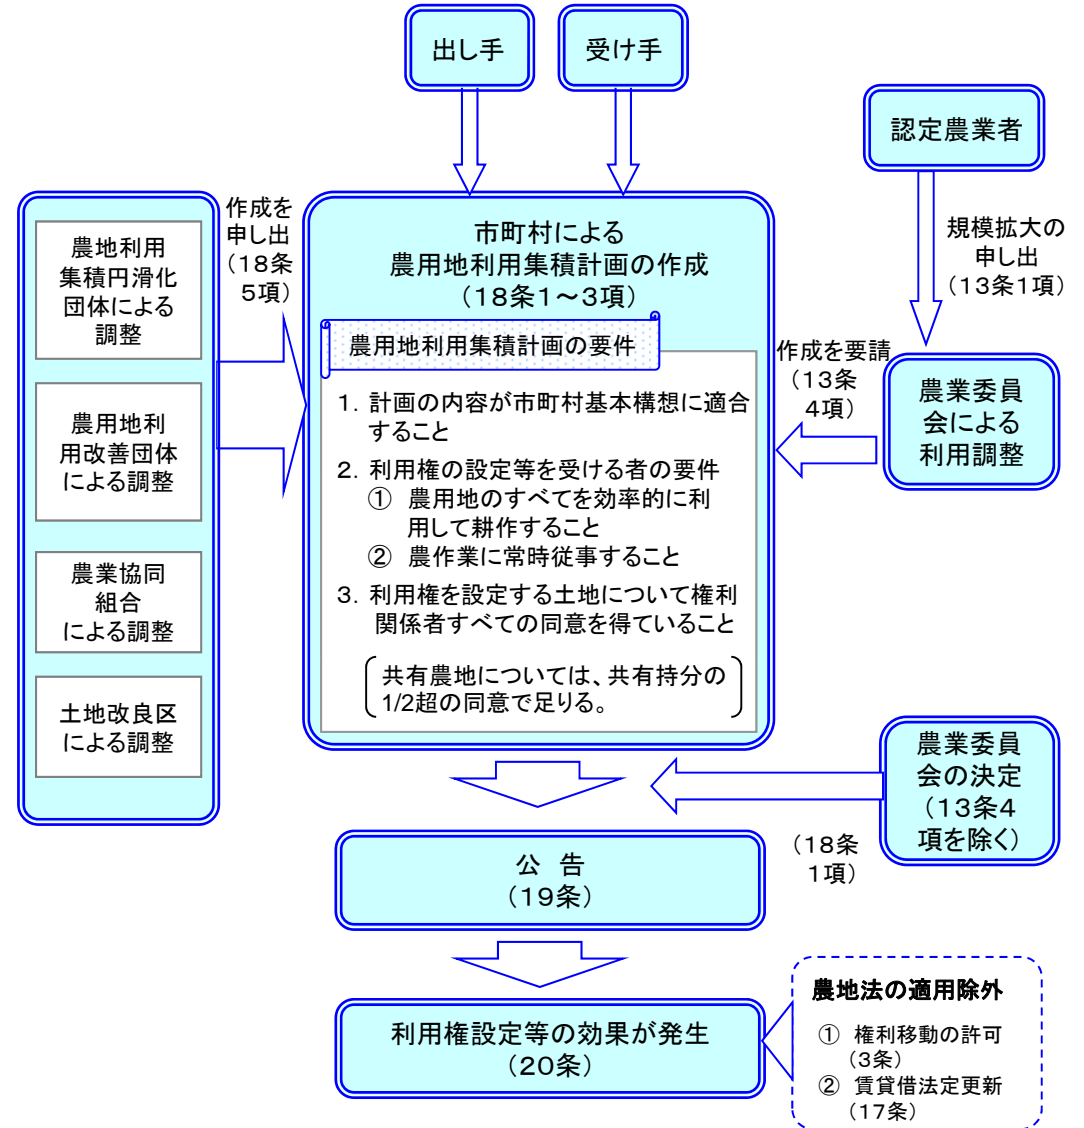 出し手
受け手
認定農業者
規模拡大の
申し出
（13条1項）
作成を
申し出
（18条
5項）
農地利用
集積円滑化
団体による
調整
農用地利
用改善団体
による調整
農業協同
組合
による調整
土地改良区
による調整
市町村による
農用地利用集積計画の作成
（18条1～3項）
農用地利用集積計画の要件
1．計画の内容が市町村基本構想に適合
すること
2．利用権の設定等を受ける者の要件
① 農用地のすべてを効率的に利
用して耕作すること
② 農作業に常時従事すること
3．利用権を設定する土地について権利
関係者すべての同意を得ていること
共有農地については、共有持分の
1/2超の同意で足りる。
作成を要請
（13条
4項）
農業委員
会による
利用調整
農業委員
会の決定
（13条4
項を除く）
（18条
1項）
公 告
（19条）
利用権設定等の効果が発生
（20条）
農地法の適用除外
① 権利移動の許可
（3条）
② 賃貸借法定更新
（17条）